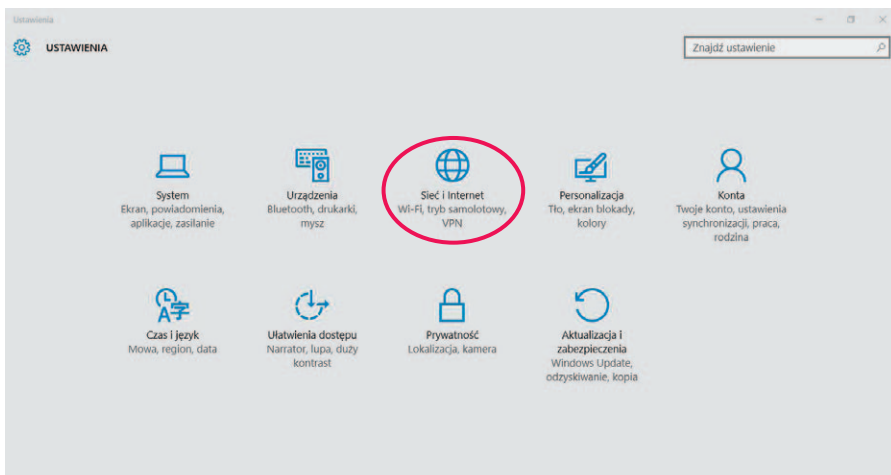 Ustawienia
USTAWIENIA
Znajdź ustawienie
System
Ekran, powiadomienia,
aplikacje, zasilanie
Urządzenia
Bluetooth, drukarki,
mysz
Sieć i Internet
Wi-Fi, tryb samolotowy,
VPN
Personalizacja
Tło, ekran blokady,
kolory
Konta
Twoje konto, ustawienia
synchronizacji, praca,
rodzina
Czas i język
Mowa, region, data
Ułatwienia dostępu
Narrator, lupa, duży
kontrast
Prywatność
Lokalizacja, kamera
Aktualizacja i
zabezpieczenia
Windows Update,
odzyskiwanie, kopia